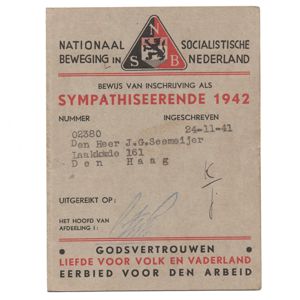 NATIONAAL SOCIALISTISCHE
BEWEGING IN NEDERLAND
N S B
BEWIJS VAN INSCHRIJVING ALS
SYMPATHISEERENDE 1942
NUMMER INGESCHREVEN
02380 24-11-41
Den Heer J.G.Seemeijer
Laakkade 161
Den Haag
UITGEREIKT OP :
HET HOOFD VAN
AFDEELING 1:
GODSVERTROUWEN
LIEFDE VOOR VOLK EN VADERLAND
EERBIED VOOR DEN ARBEID